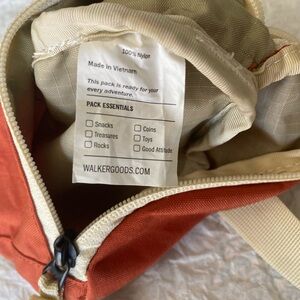 100% Nylon
Made in Vietnam
This pack is ready for your
every adventure.
PACK ESSENTIALS
Snacks
Coins
Treasures
Toys
Rocks
Good Attitude
WALKERGOODS.COM